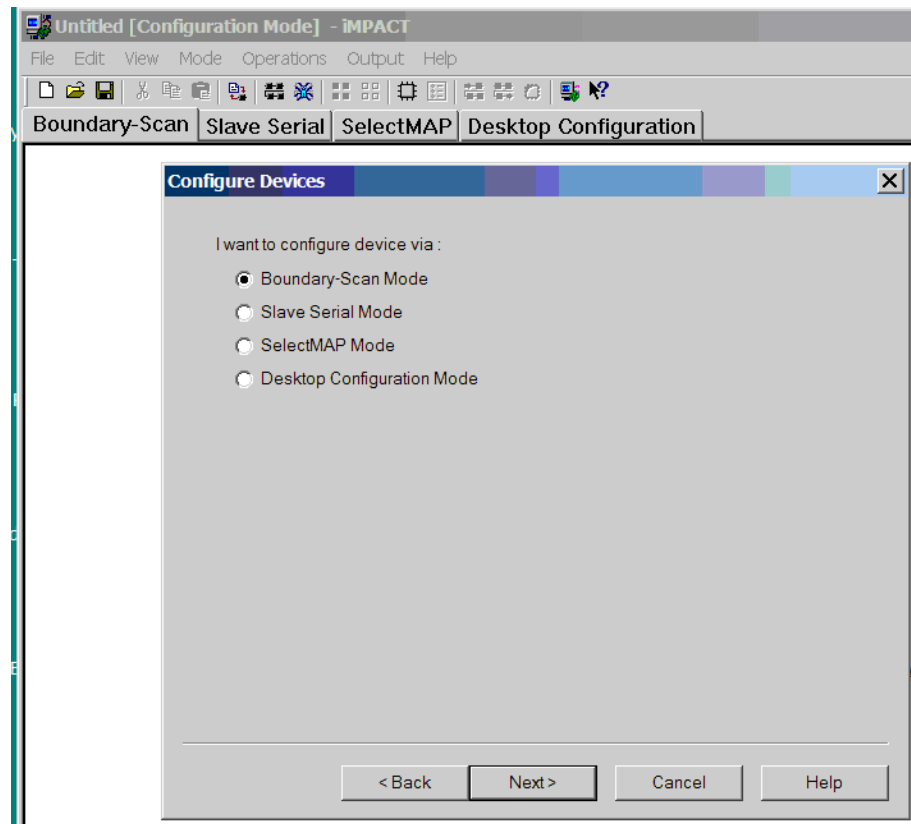 Untitled [Configuration Mode] - iMPACT
File Edit View Mode Operations Output Help
Boundary-Scan Slave Serial SelectMAP Desktop Configuration
Configure Devices
I want to configure device via :
Boundary-Scan Mode
Slave Serial Mode
SelectMAP Mode
Desktop Configuration Mode
< Back Next > Cancel Help